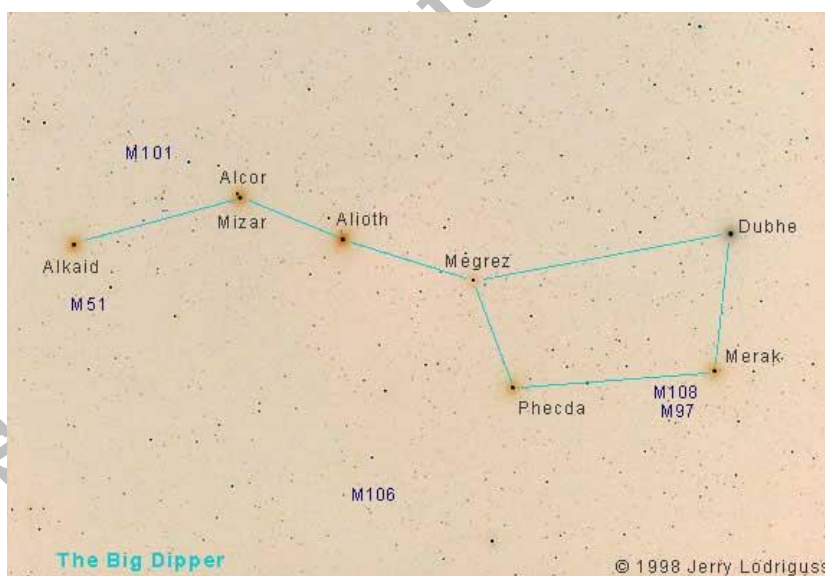 M101
Alcor
Mizar
Alioth
Alkaid
Megrez
Dubhe
M51
Merak
M108
M97
Phecda
M106
The Big Dipper
© 1998 Jerry Lodriguss